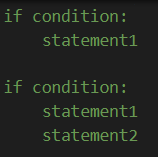 if condition:
    statement1

if condition:
    statement1
    statement2